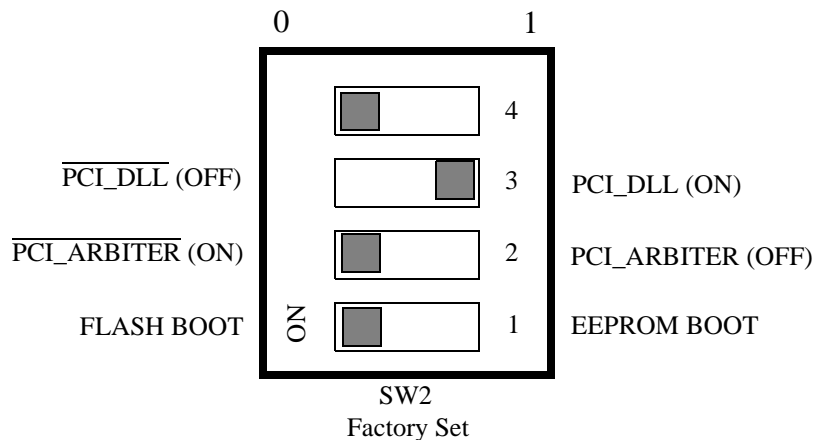 0 1
4
PCI_DLL (OFF) 3 PCI_DLL (ON)
PCI_ARBITER (ON) 2 PCI_ARBITER (OFF)
FLASH BOOT ON 1 EEPROM BOOT
SW2
Factory Set